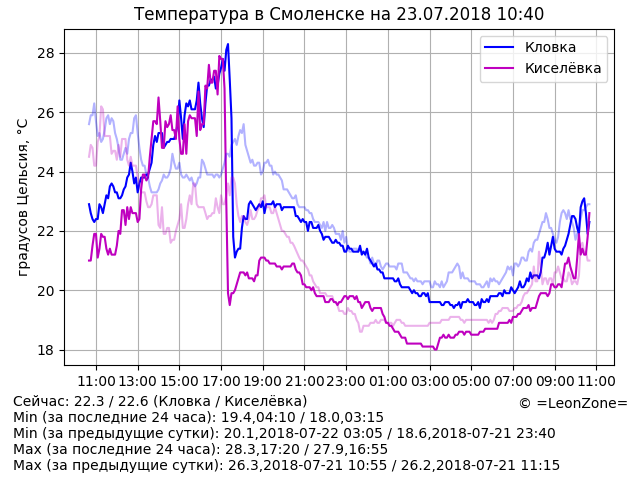 Температура в Смоленске на 23.07.2018 10:40
градусов Цельсия, °C
28
26
24
22
20
18
Кловка
Киселёвка
11:00 13:00 15:00 17:00 19:00 21:00 23:00 01:00 03:00 05:00 07:00 09:00 11:00
Сейчас: 22.3 / 22.6 (Кловка / Киселёвка)
© =LeonZone=
Min (за последние 24 часа): 19.4,04:10 / 18.0,03:15
Min (за предыдущие сутки): 20.1,2018-07-22 03:05 / 18.6,2018-07-21 23:40
Max (за последние 24 часа): 28.3,17:20 / 27.9,16:55
Max (за предыдущие сутки): 26.3,2018-07-21 10:55 / 26.2,2018-07-21 11:15